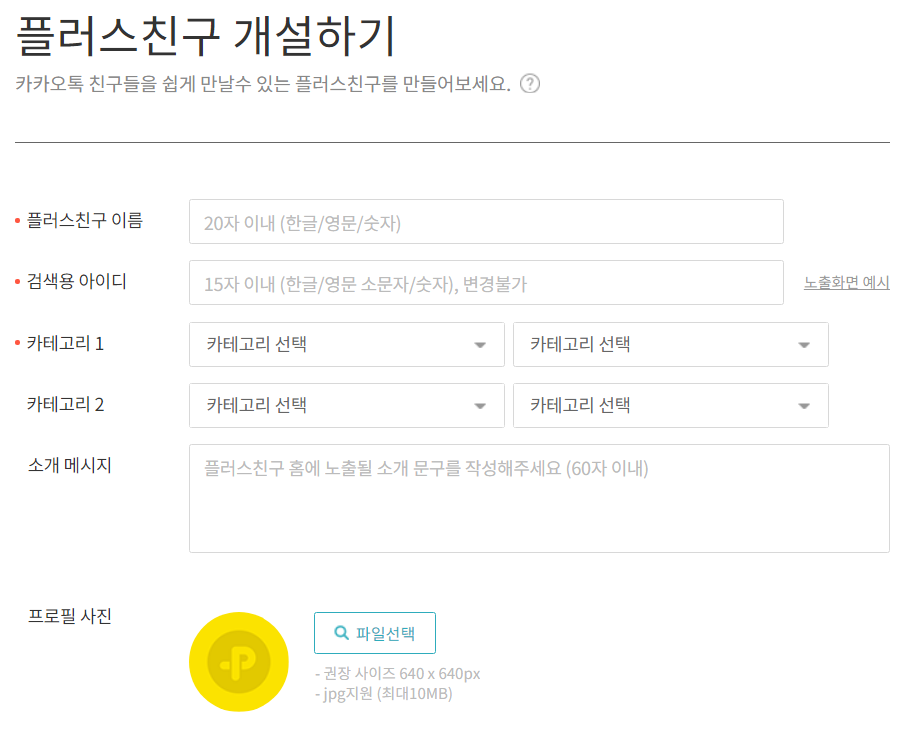 플러스친구 개설하기
카카오톡 친구들을 쉽게 만날수 있는 플러스친구를 만들어보세요. ?
플러스친구 이름
20자 이내 (한글/영문/숫자)
검색용 아이디
15자 이내 (한글/영문 소문자/숫자), 변경불가
노출화면 예시
카테고리 1
카테고리 선택
카테고리 선택
카테고리 2
카테고리 선택
카테고리 선택
소개 메시지
플러스친구 홈에 노출될 소개 문구를 작성해주세요 (60자 이내)
프로필 사진
파일선택
- 권장 사이즈 640 x 640px
- jpg지원 (최대10MB)